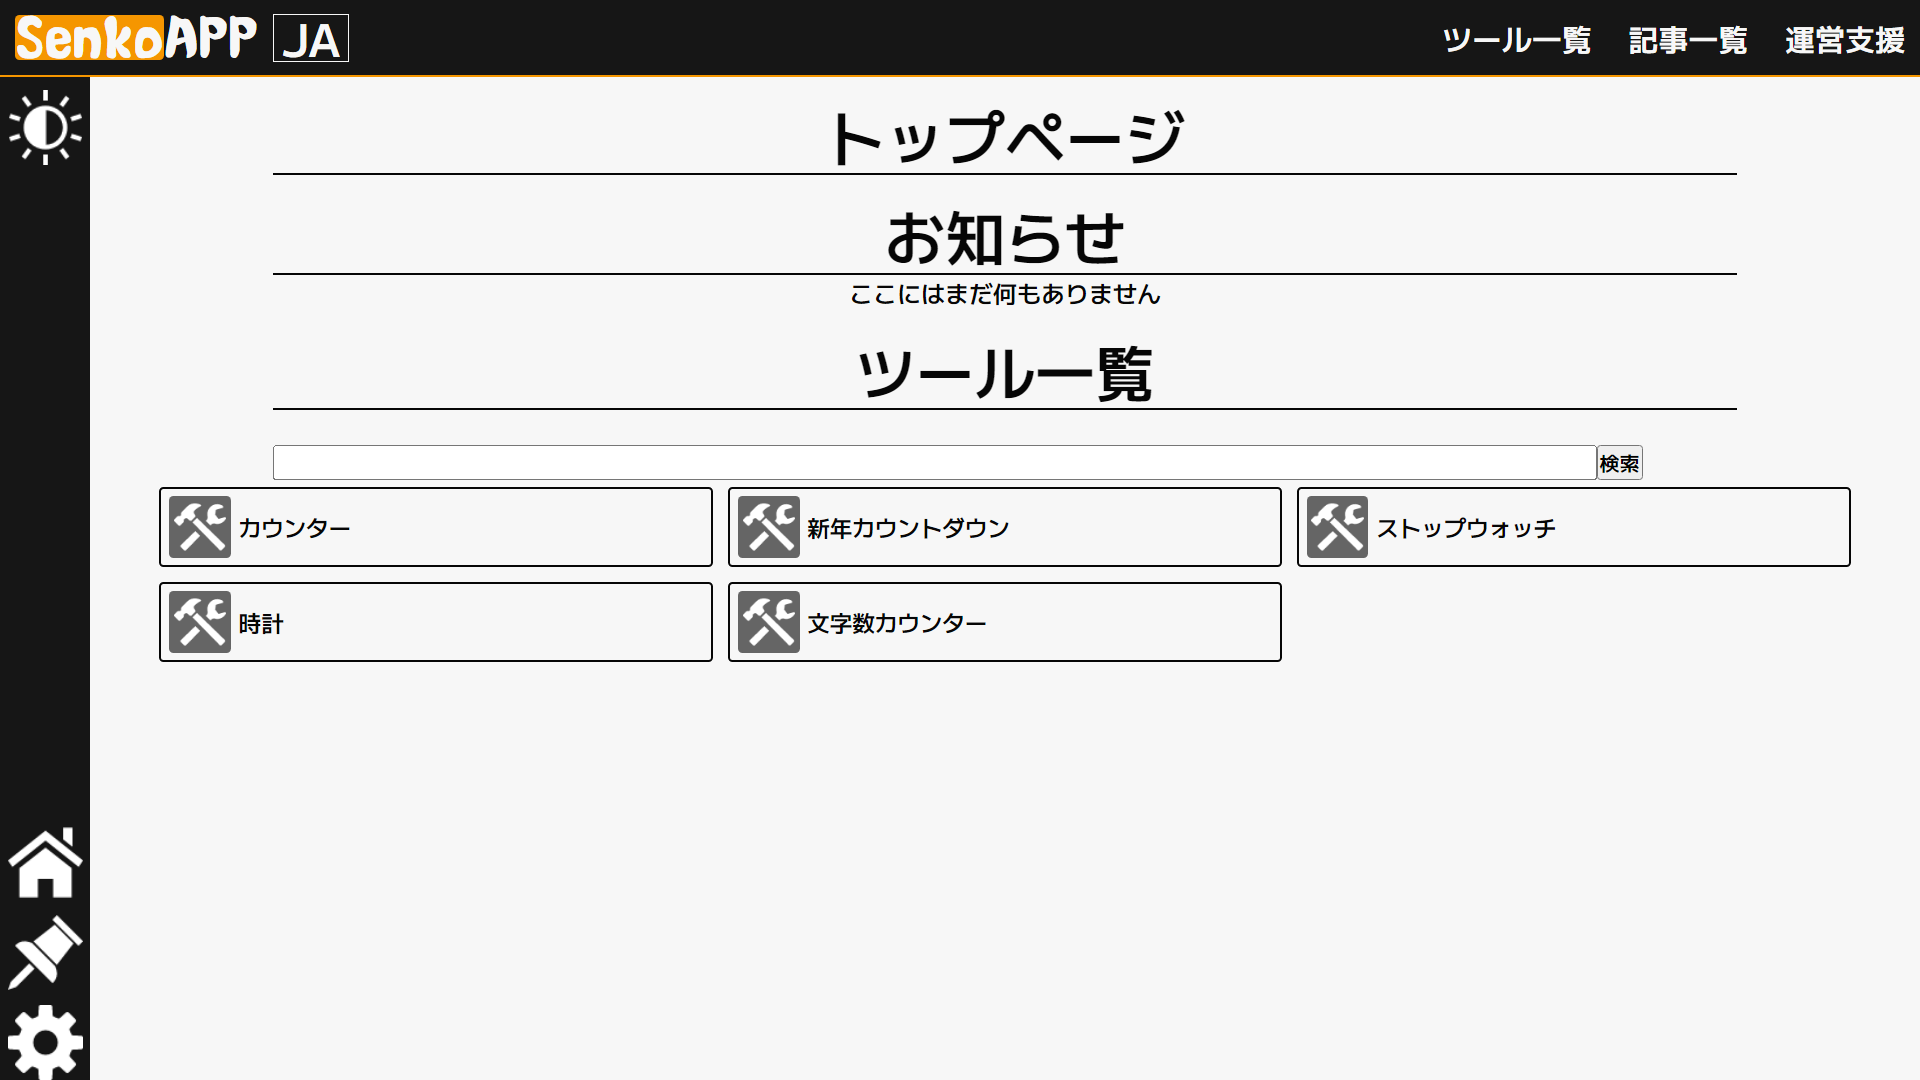 SenkoAPP JA ツール一覧 記事一覧 運営支援
トップページ
お知らせ
ここにはまだ何もありません
ツール一覧
検索
カウンター 新年カウントダウン ストップウォッチ
時計 文字数カウンター